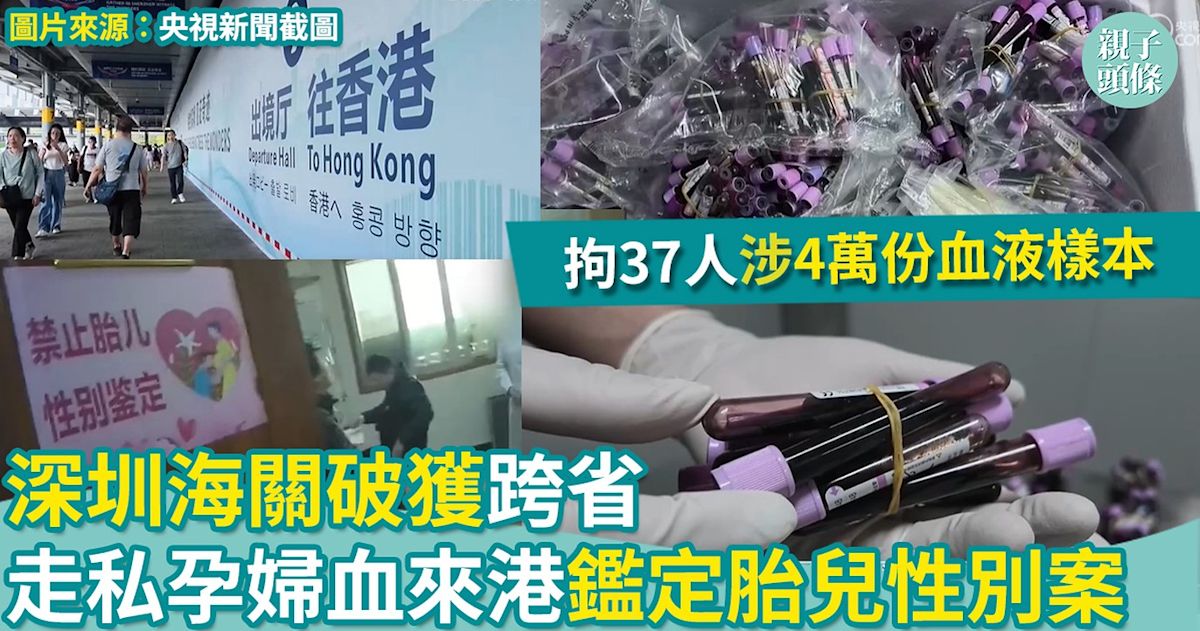 圖片來源：央視新聞截圖
親子
頭條
出境厅
Departure Hall
往香港
To Hong Kong
香港へ 홍콩 방향
拘37人涉4萬份血液樣本
禁止胎儿
性别鉴定
深圳海關破獲跨省
走私孕婦血來港鑑定胎兒性別案